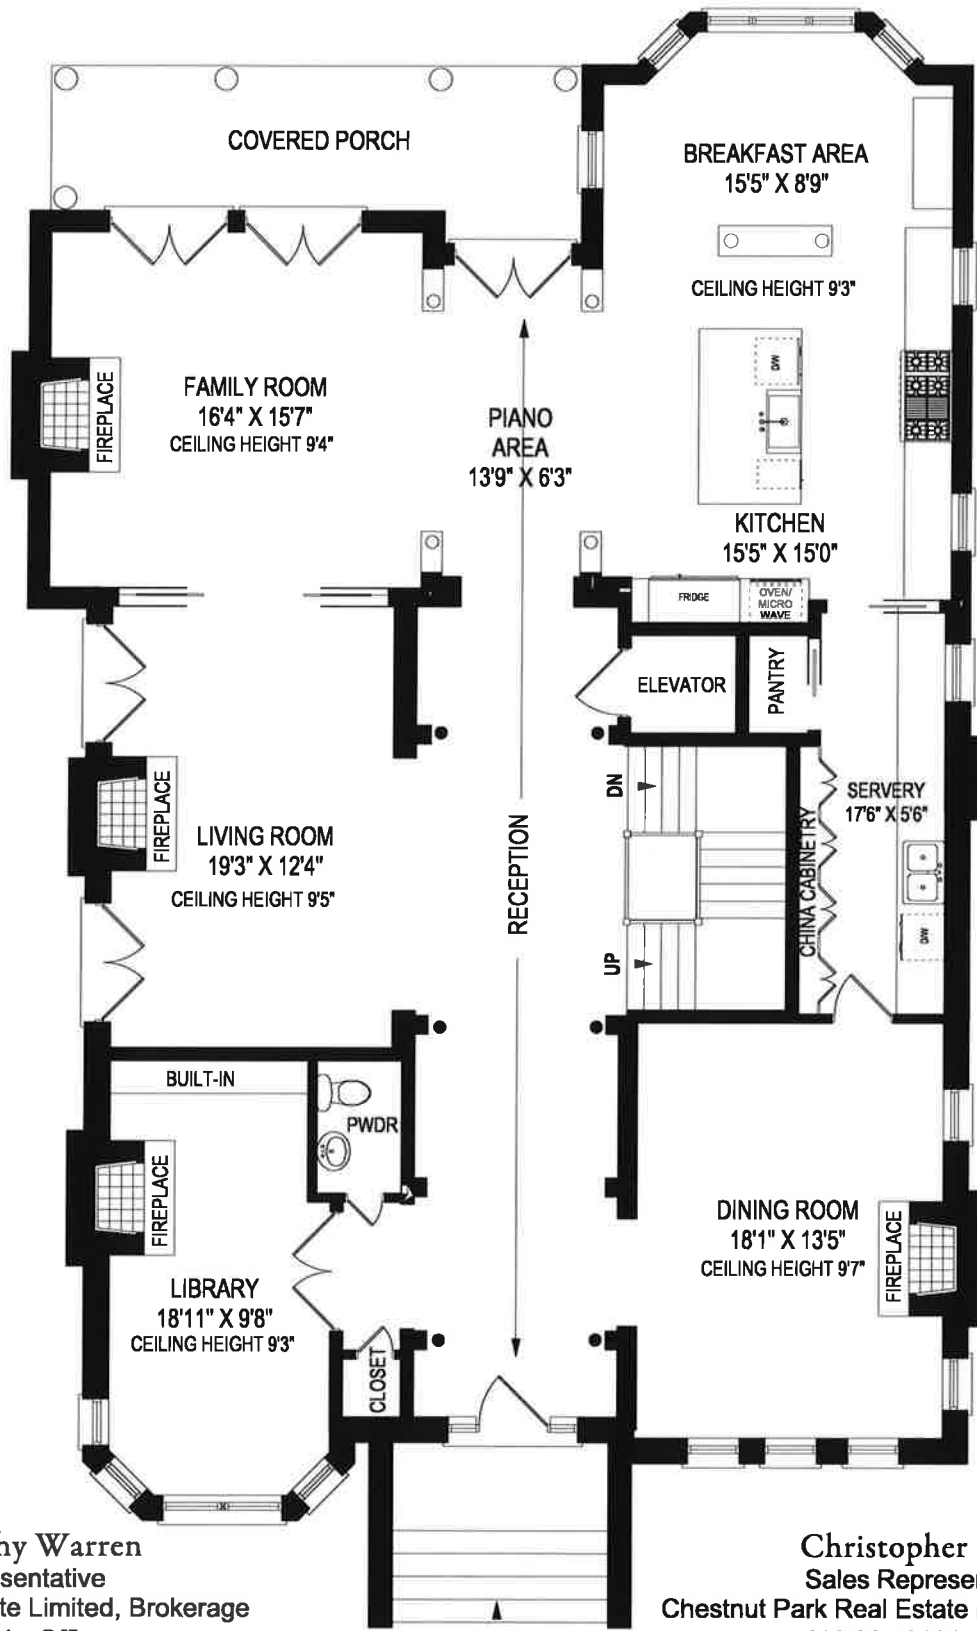 COVERED PORCH
BREAKFAST AREA
15'5" X 8'9"
CEILING HEIGHT 9'3"
D/W
FAMILY ROOM
16'4" X 15'7"
CEILING HEIGHT 9'4"
FIREPLACE
PIANO
AREA
13'9" X 6'3"
KITCHEN
15'5" X 15'0"
FRIDGE
OVEN/
MICRO
WAVE
ELEVATOR
PANTRY
DN
UP
RECEPTION
LIVING ROOM
19'3" X 12'4"
CEILING HEIGHT 9'5"
FIREPLACE
SERVERY
17'6" X 5'6"
CHINA CABINETRY
D/W
BUILT-IN
PWDR
FIREPLACE
LIBRARY
18'11" X 9'8"
CEILING HEIGHT 9'3"
CLOSET
DINING ROOM
18'1" X 13'5"
CEILING HEIGHT 9'7"
FIREPLACE
hy Warren
sentative
te Limited, Brokerage
Christopher
Sales Represe
Chestnut Park Real Estate